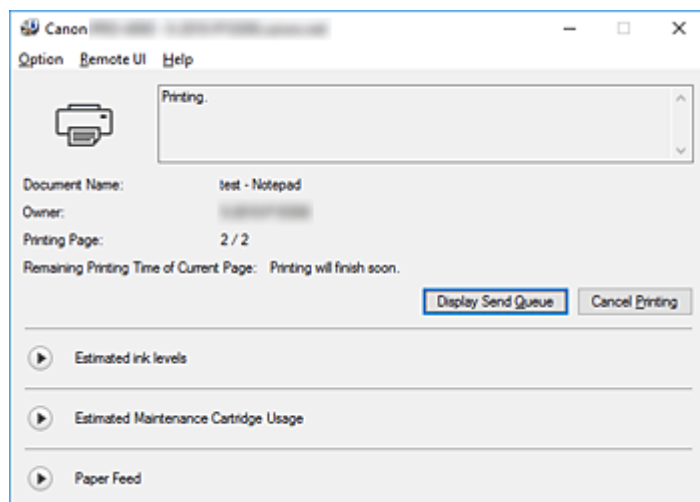 Canon
Option Remote UI Help
Printing.
Document Name: test - Notepad
Owner:
Printing Page: 2 / 2
Remaining Printing Time of Current Page: Printing will finish soon.
Display Send Queue Cancel Printing
Estimated ink levels
Estimated Maintenance Cartridge Usage
Paper Feed